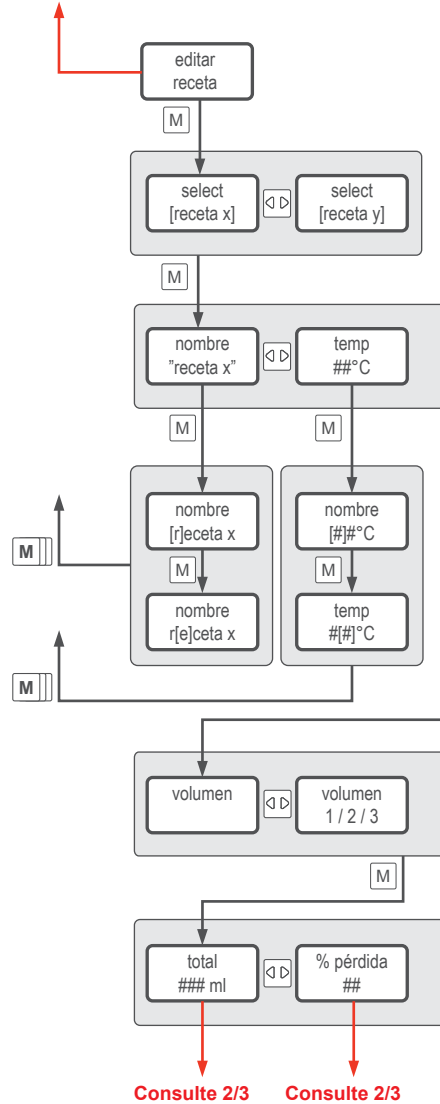 editar
receta
M
select
[receta x]
select
[receta y]
M
nombre
"receta x"
temp
##°C
M
M
nombre
[r]eceta x
nombre
[#]#°C
M
M
M
nombre
r[e]ceta x
temp
#[#]°C
M
volumen
volumen
1 / 2 / 3
M
total
### ml
% pérdida
##
Consulte 2/3
Consulte 2/3